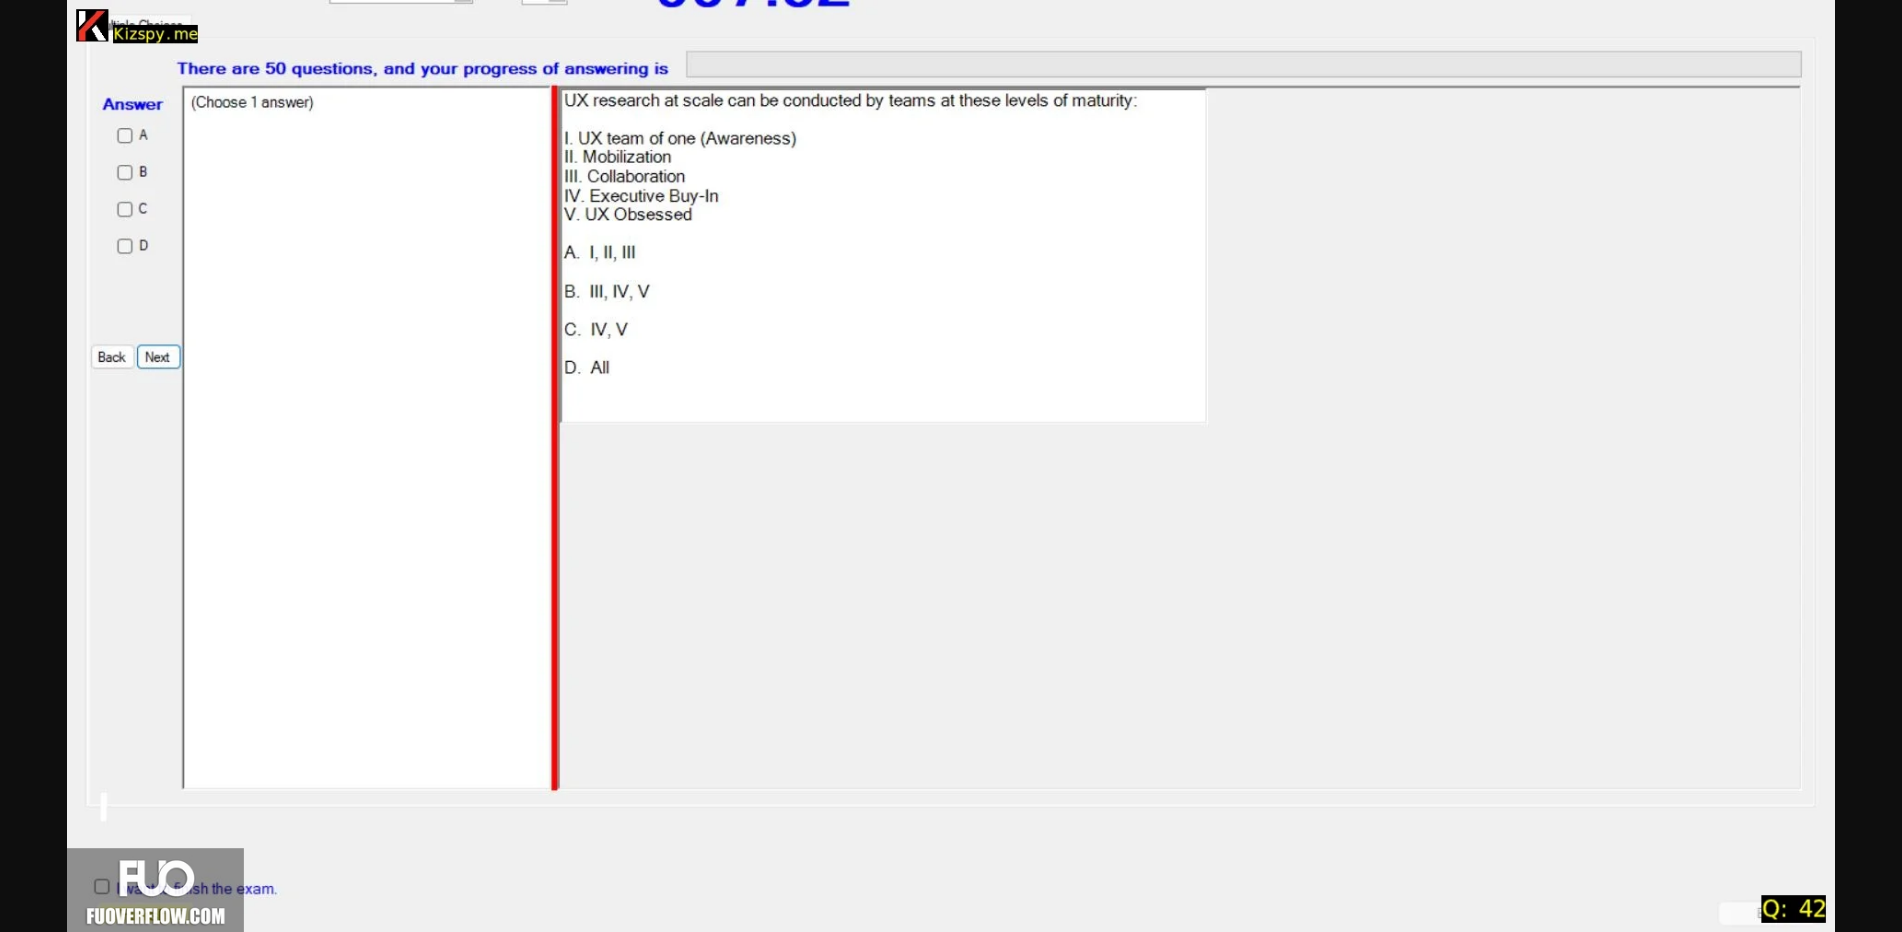 Kizspy.me
There are 50 questions, and your progress of answering is
Answer
(Choose 1 answer)
A
B
C
D
Back
Next
UX research at scale can be conducted by teams at these levels of maturity:
I. UX team of one (Awareness)
II. Mobilization
III. Collaboration
IV. Executive Buy-In
V. UX Obsessed
A. I, II, III
B. III, IV, V
C. IV, V
D. All
FUO
finish the exam.
FUOVERFLOW.COM
Q: 42